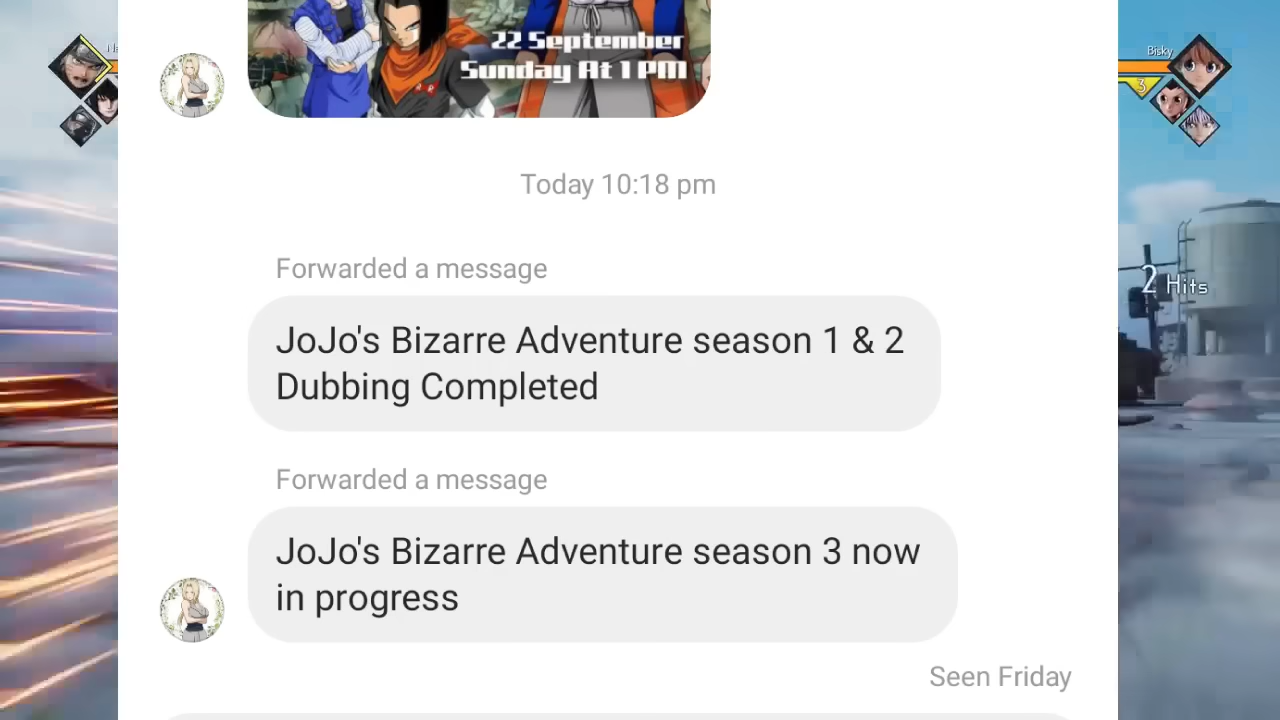 22 September
Sunday At 1 PM
Bisky
3
Today 10:18 pm
Forwarded a message
2 Hits
JoJo's Bizarre Adventure season 1 & 2
Dubbing Completed
Forwarded a message
JoJo's Bizarre Adventure season 3 now
in progress
Seen Friday